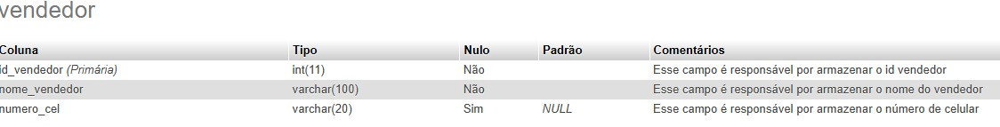 vendedor
Coluna Tipo Nulo Padrão Comentários
id_vendedor (Primária) int(11) Não Esse campo é responsável por armazenar o id vendedor
nome_vendedor varchar(100) Não Esse campo é responsável por armazenar o nome do vendedor
numero_cel varchar(20) Sim NULL Esse campo é responsável por armazenar o número de celular